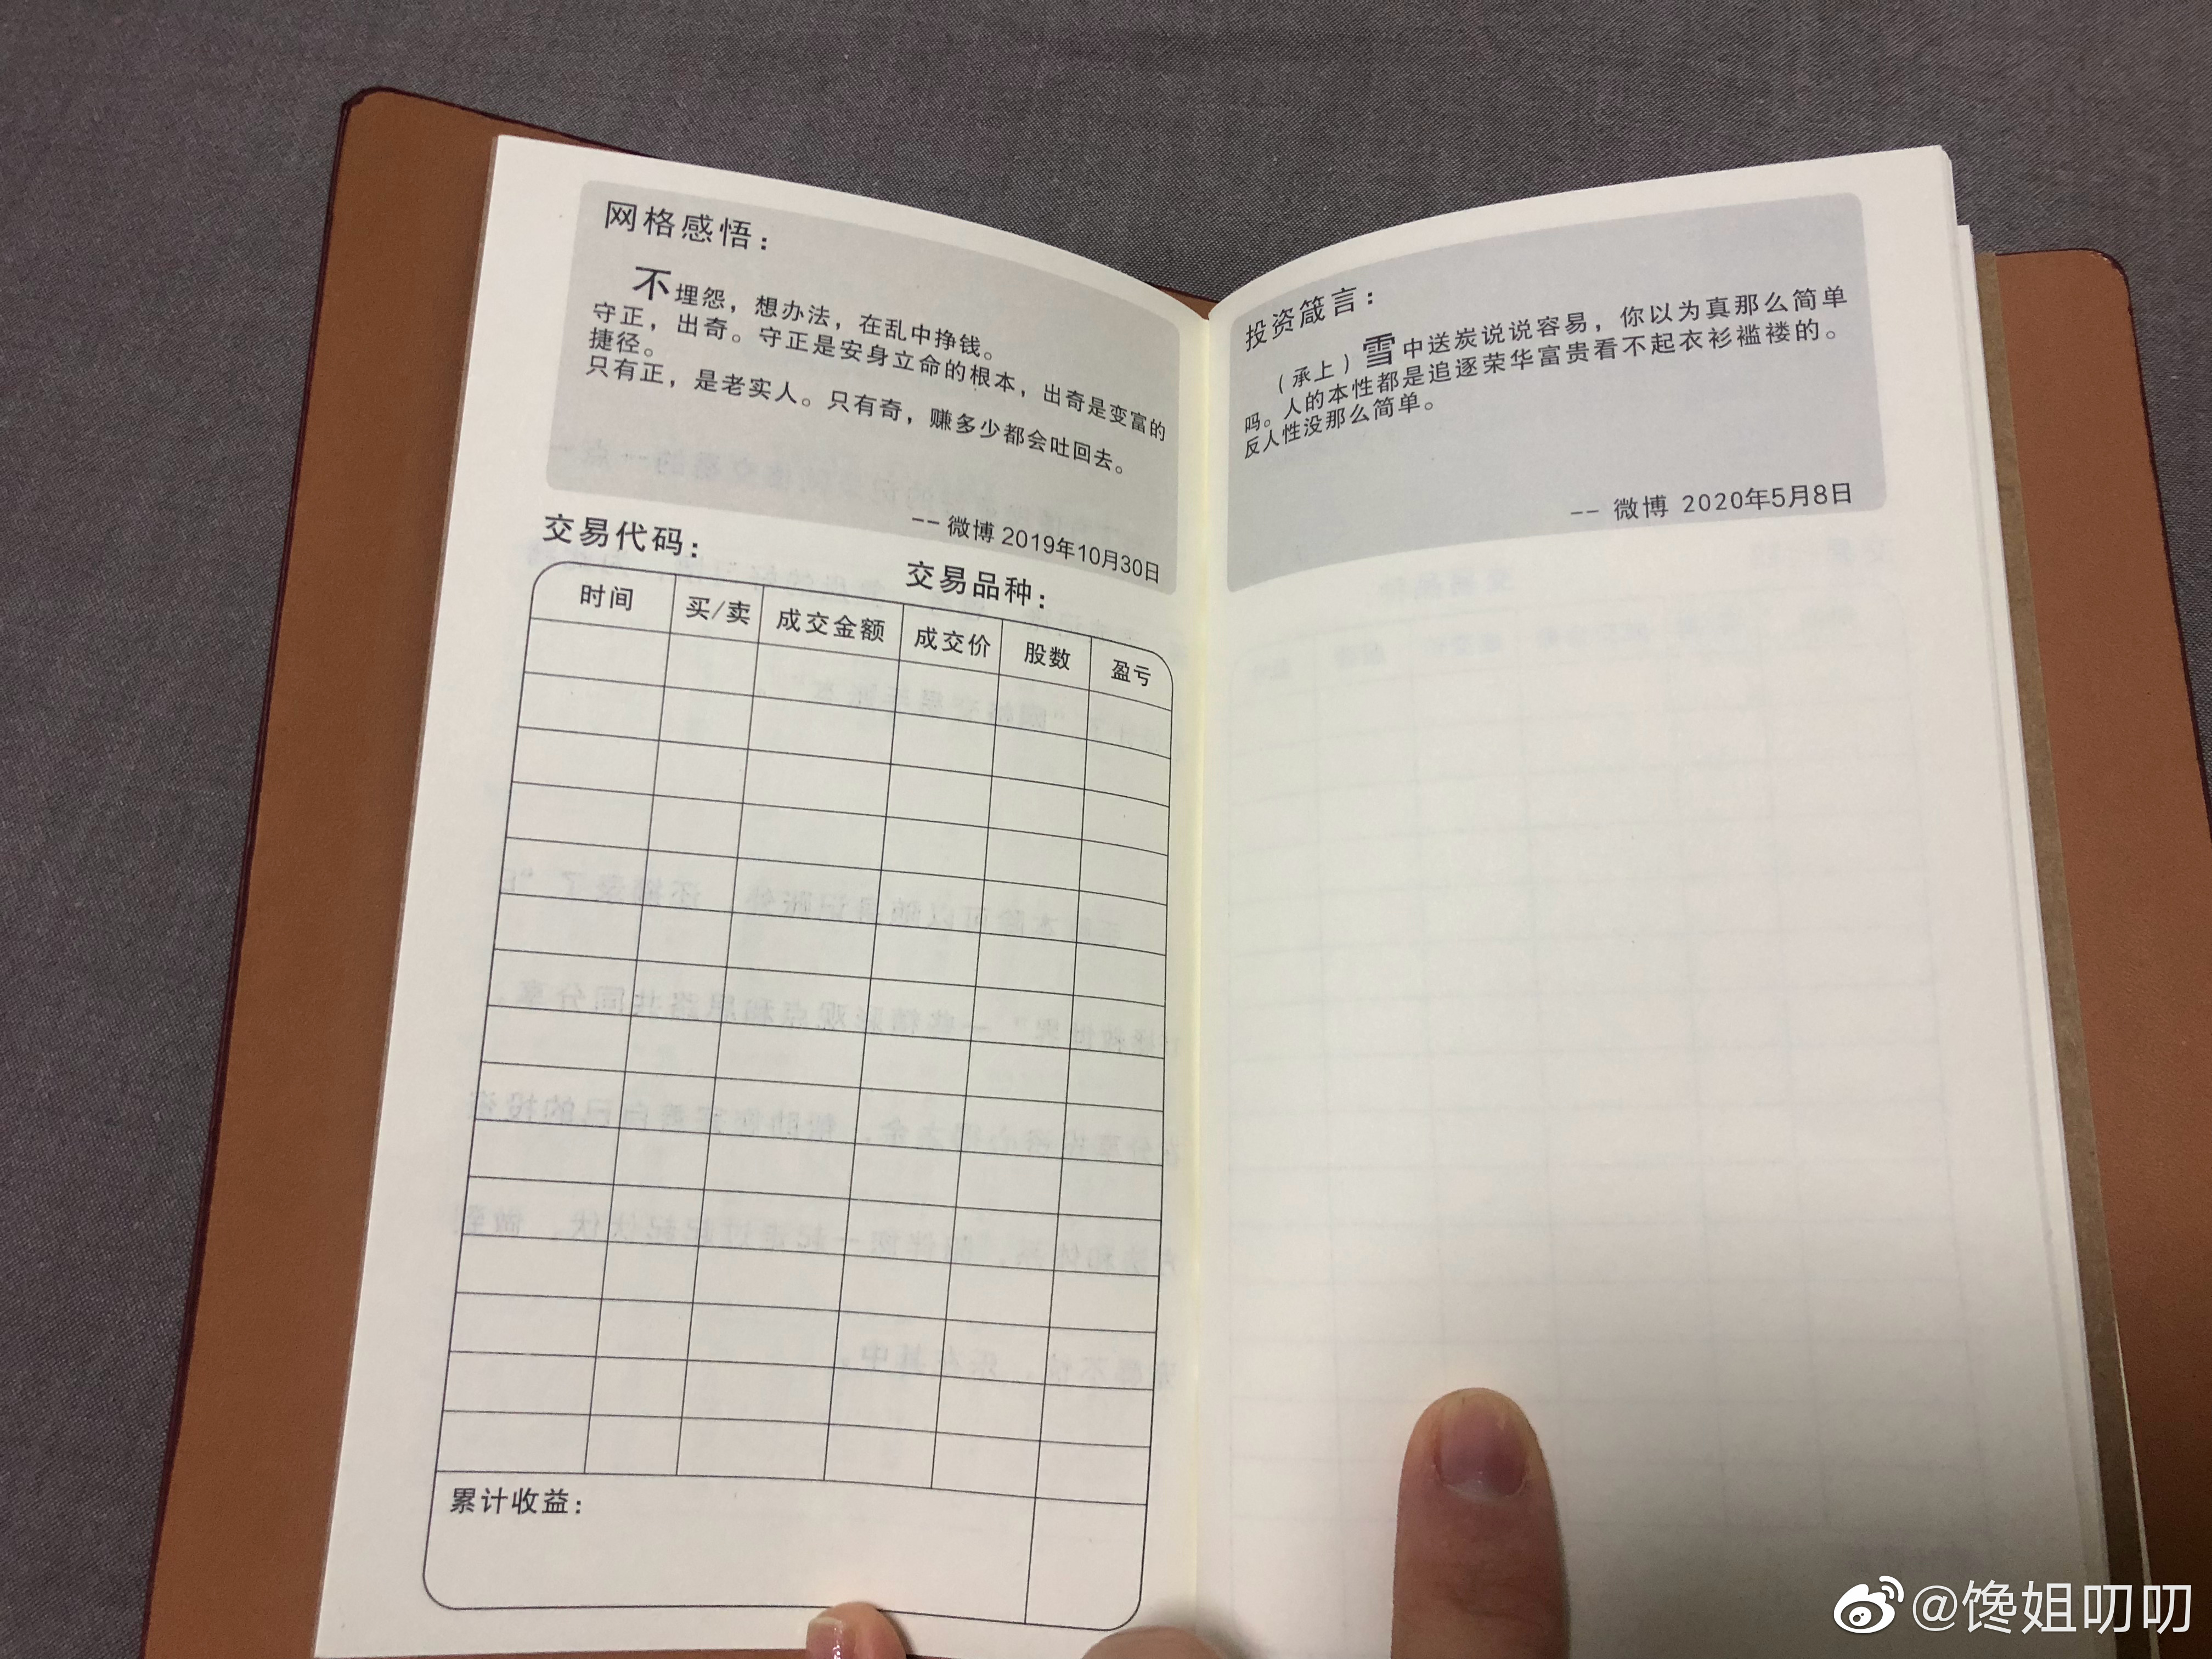 网格感悟：
不埋怨，想办法，在乱中挣钱。
守正，出奇。守正是安身立命的根本，出奇是变富的
捷径。
只有正，是老实人。只有奇，赚多少都会吐回去。
-- 微博 2019年10月30日
交易代码：
交易品种：
时间 买/卖 成交金额 成交价 股数 盈亏
累计收益：
投资箴言：
（承上）雪中送炭说说容易，你以为真那么简单
吗。人的本性都是追逐荣华富贵看不起衣衫褴褛的。
反人性没那么简单。
-- 微博 2020年5月8日
@馋姐叨叨